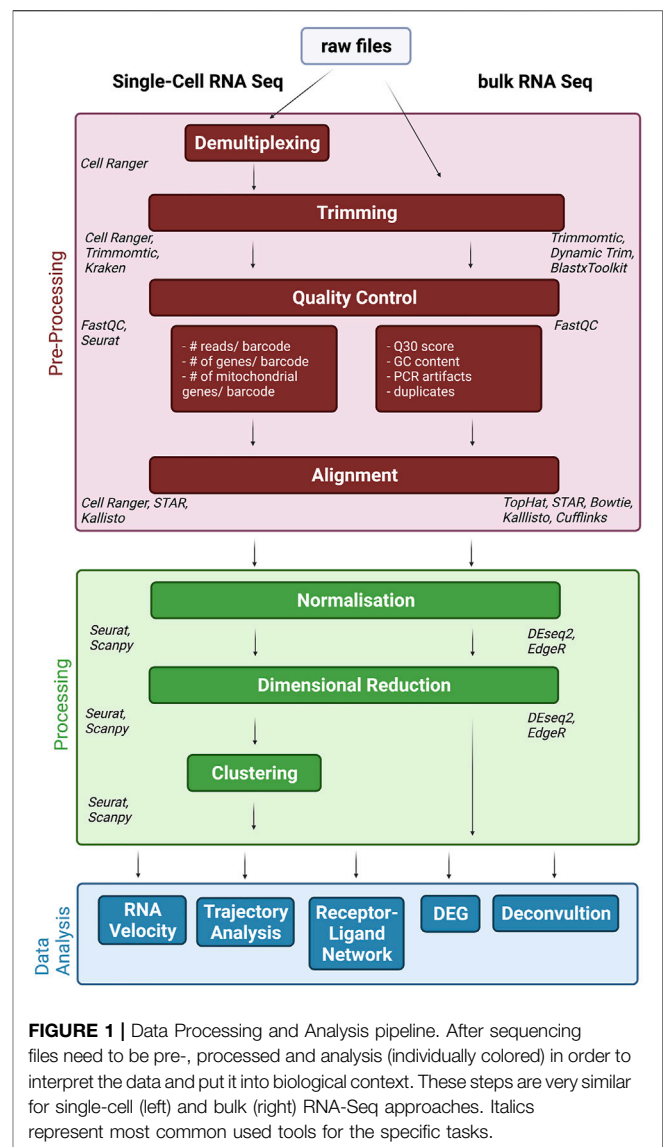 raw files
Single-Cell RNA Seq
bulk RNA Seq
Pre-Processing
Demultiplexing
Cell Ranger
Trimming
Cell Ranger,
Trimmomtic,
Kraken
Trimmomtic,
Dynamic Trim,
BlastxToolkit
Quality Control
FastQC,
Seurat
FastQC
- # reads/ barcode
- # of genes/ barcode
- # of mitochondrial
genes/ barcode
- Q30 score
- GC content
- PCR artifacts
- duplicates
Alignment
Cell Ranger, STAR,
Kallisto
TopHat, STAR, Bowtie,
Kalllisto, Cufflinks
Processing
Normalisation
Seurat,
Scanpy
DEseq2,
EdgeR
Dimensional Reduction
Seurat,
Scanpy
DEseq2,
EdgeR
Clustering
Seurat,
Scanpy
Data
Analysis
RNA
Velocity
Trajectory
Analysis
Receptor-
Ligand
Network
DEG
Deconvultion
FIGURE 1 | Data Processing and Analysis pipeline. After sequencing
files need to be pre-, processed and analysis (individually colored) in order to
interpret the data and put it into biological context. These steps are very similar
for single-cell (left) and bulk (right) RNA-Seq approaches. Italics
represent most common used tools for the specific tasks.